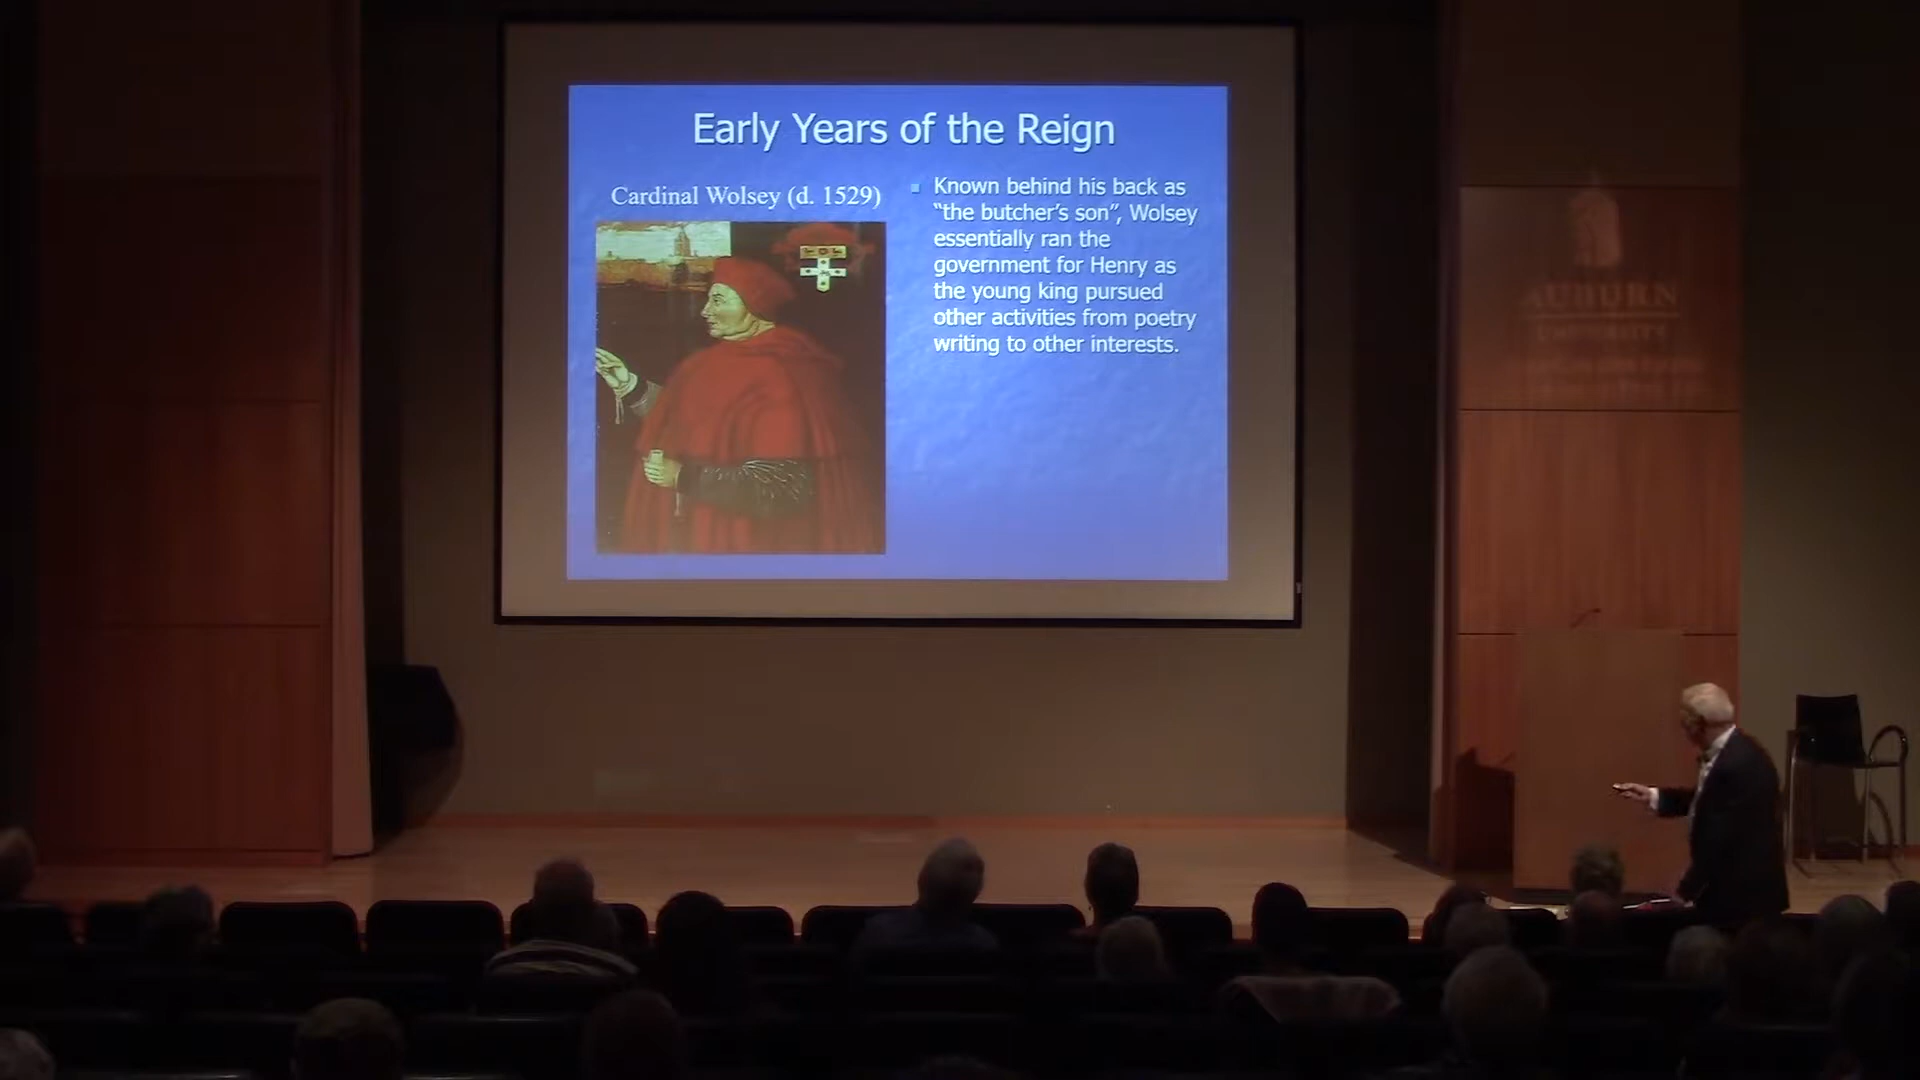 Early Years of the Reign
Cardinal Wolsey (d. 1529)
Known behind his back as
“the butcher’s son”, Wolsey
essentially ran the
government for Henry as
the young king pursued
other activities from poetry
writing to other interests.
AUBURN
UNIVERSITY